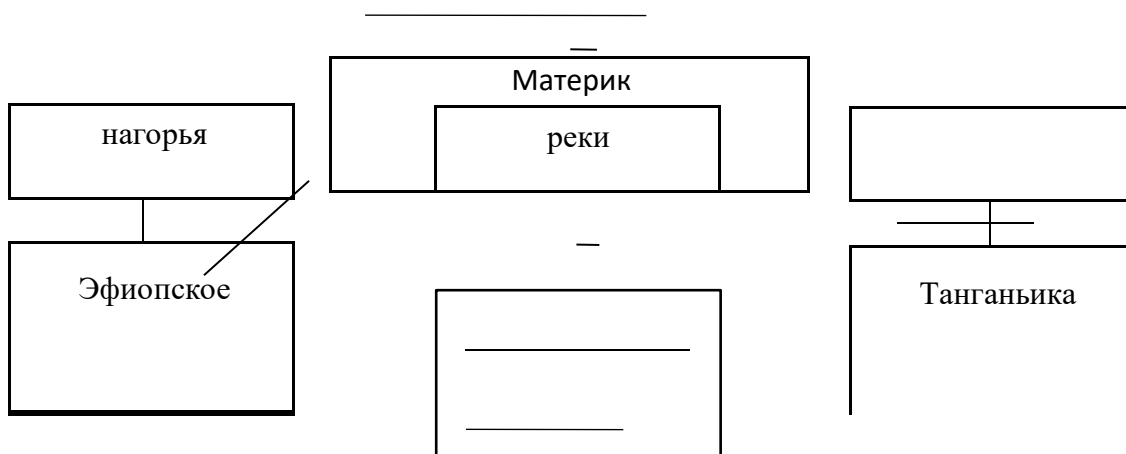 Материк
нагорья
реки
Эфиопское
Танганьика